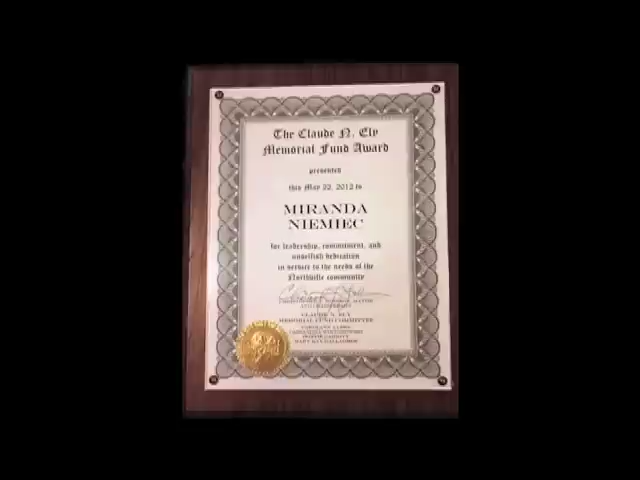 The Claude N. Ely
Memorial Fund Award
presented
this May 22, 2012 to
MIRANDA
NIEMIEC
for leadership, commitment, and
unselfish dedication
in service to the needs of the
Northville community
CLAUDE N. ELY
MEMORIAL FUND COMMITTEE